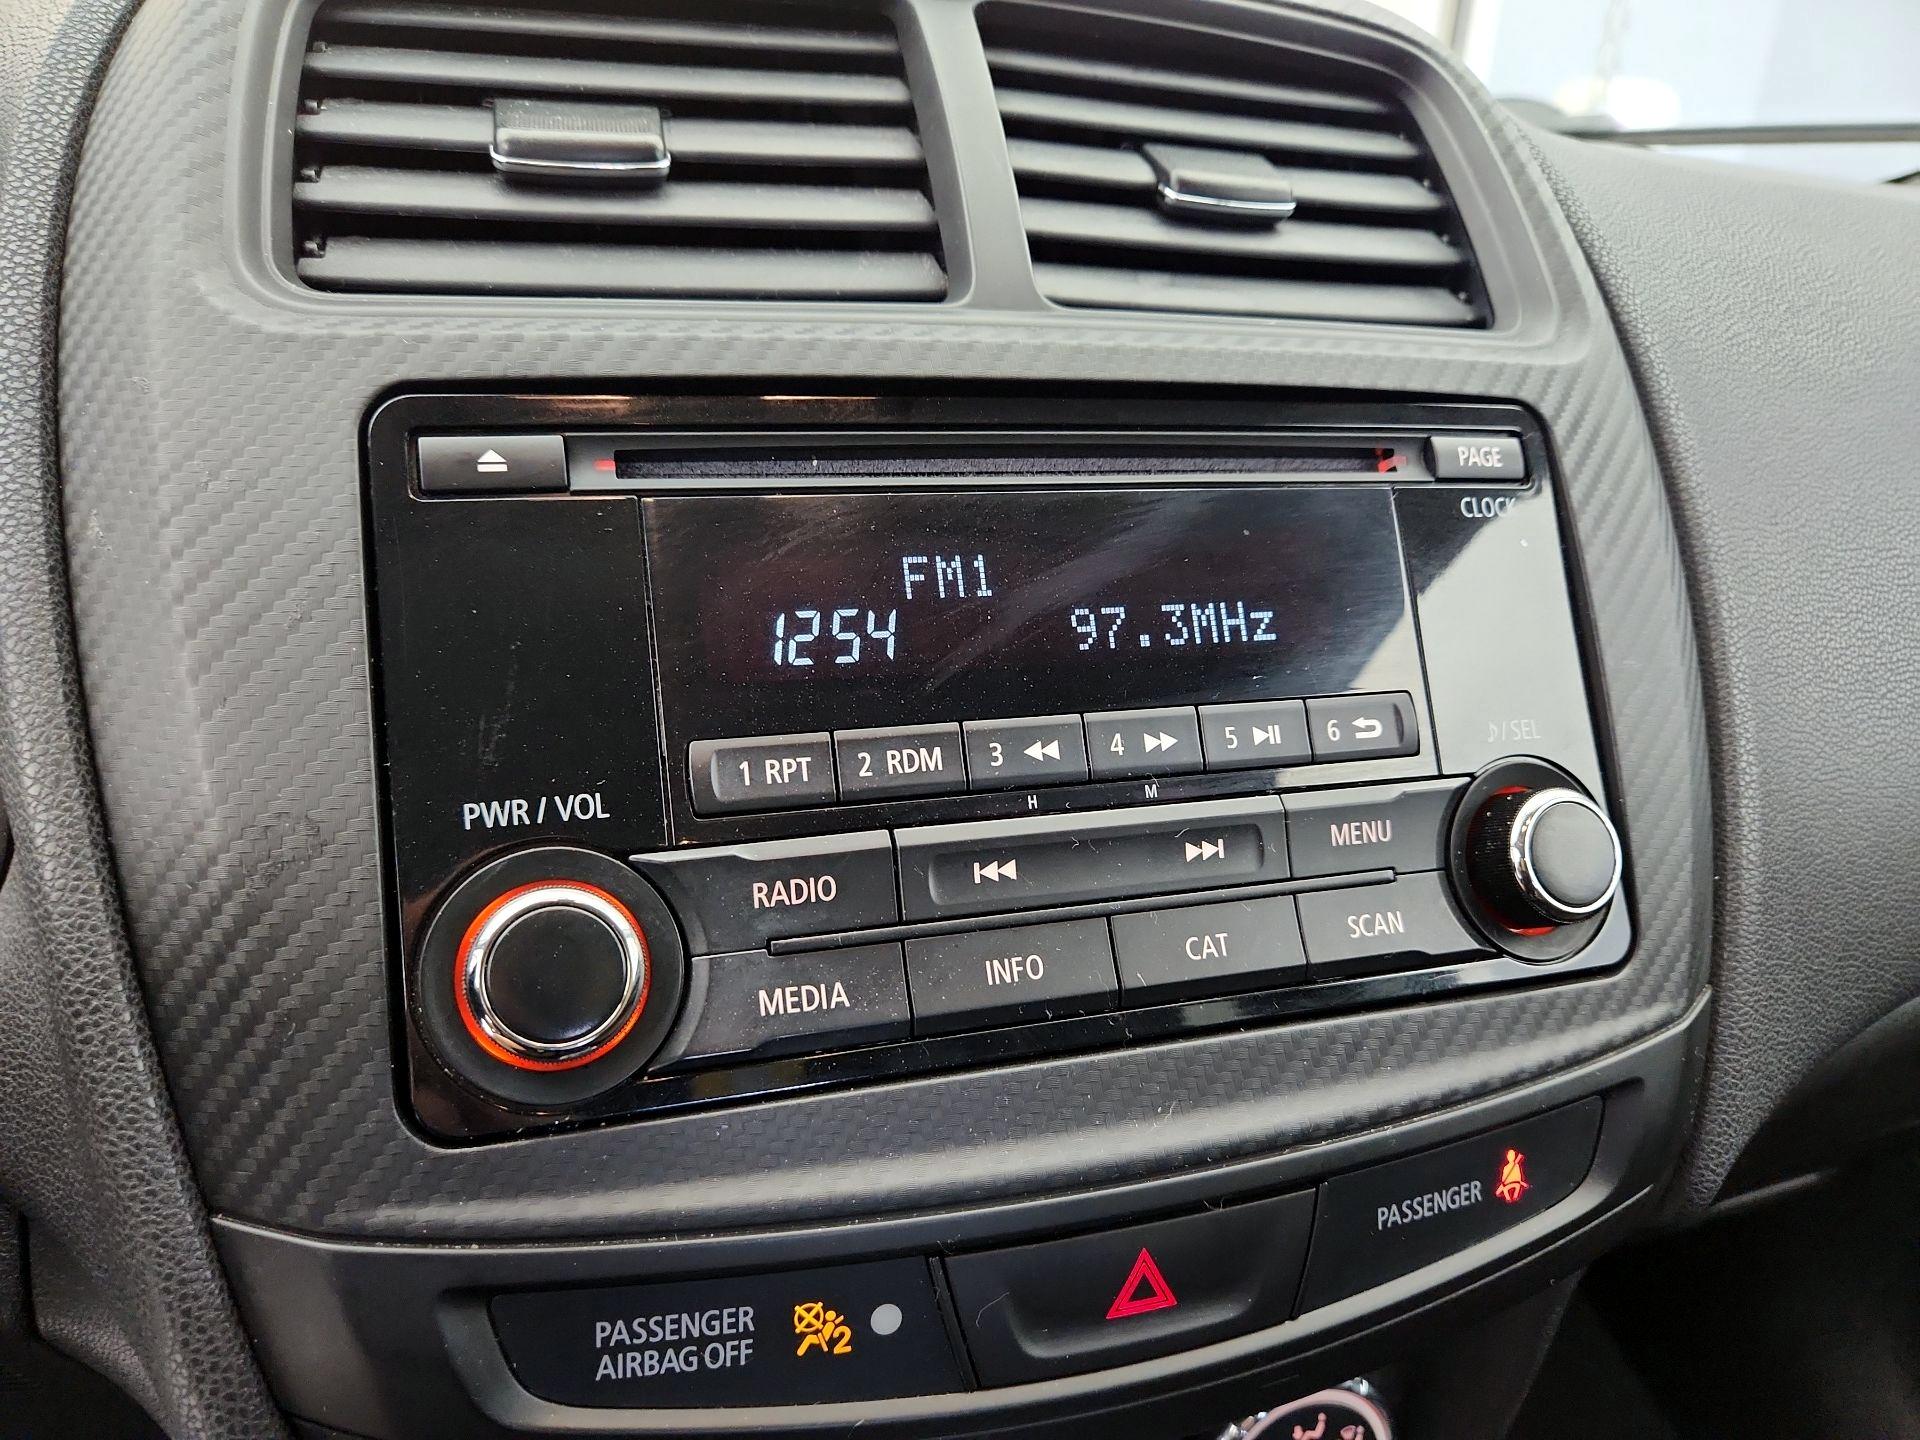 PAGE
CLOCK
FM1
1254 97.3MHz
♪/SEL
1 RPT 2 RDM 3 4 5 6
H M
PWR / VOL
RADIO MENU
MEDIA INFO CAT SCAN
PASSENGER
PASSENGER
AIRBAG OFF
2